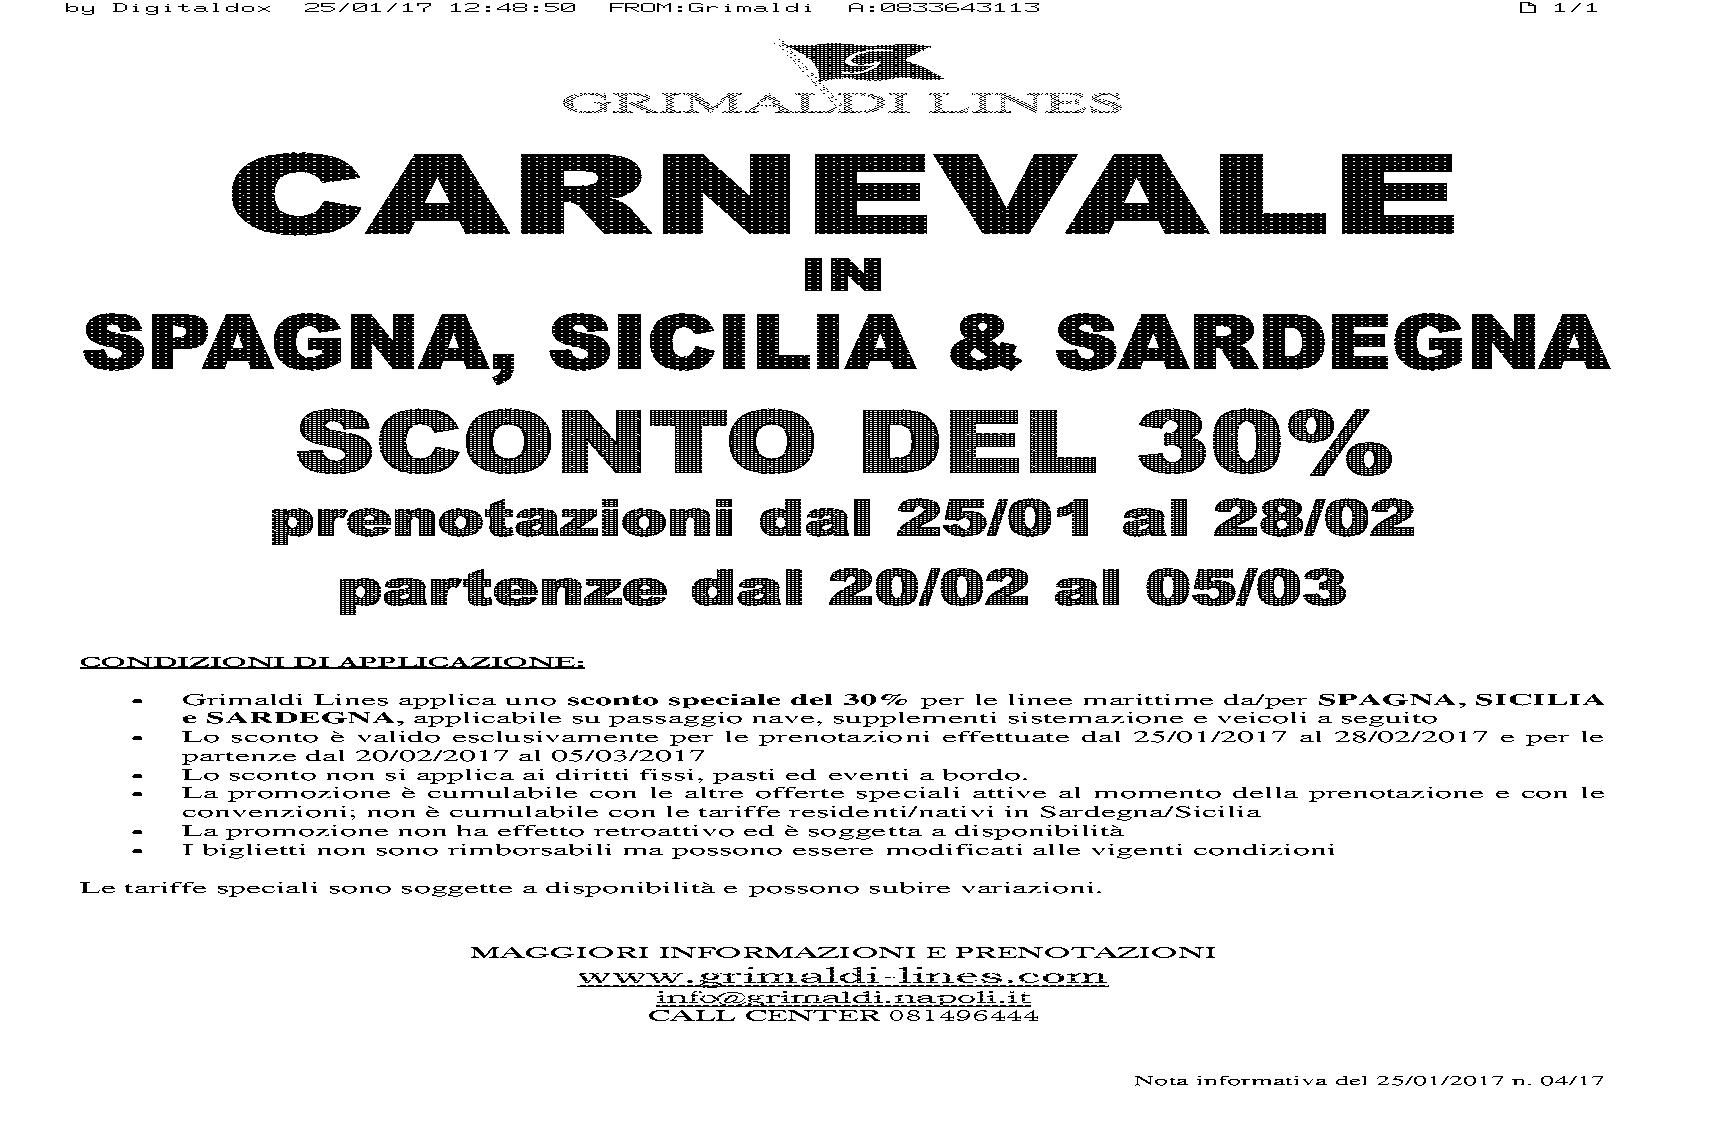 by Digitaldox 25/01/17 12:48:50 FROM:Grimaldi A:0833643113 1/1
G
GRIMALDI LINES
CARNEVALE
IN
SPAGNA, SICILIA & SARDEGNA
SCONTO DEL 30%
prenotazioni dal 25/01 al 28/02
partenze dal 20/02 al 05/03
CONDIZIONI DI APPLICAZIONE:
• Grimaldi Lines applica uno sconto speciale del 30% per le linee marittime da/per SPAGNA, SICILIA
e SARDEGNA, applicabile su passaggio nave, supplementi sistemazione e veicoli a seguito
• Lo sconto è valido esclusivamente per le prenotazioni effettuate dal 25/01/2017 al 28/02/2017 e per le
partenze dal 20/02/2017 al 05/03/2017
• Lo sconto non si applica ai diritti fissi, pasti ed eventi a bordo.
• La promozione è cumulabile con le altre offerte speciali attive al momento della prenotazione e con le
convenzioni; non è cumulabile con le tariffe residenti/nativi in Sardegna/Sicilia
• La promozione non ha effetto retroattivo ed è soggetta a disponibilità
• I biglietti non sono rimborsabili ma possono essere modificati alle vigenti condizioni
Le tariffe speciali sono soggette a disponibilità e possono subire variazioni.
MAGGIORI INFORMAZIONI E PRENOTAZIONI
www.grimaldi-lines.com
info@grimaldi.napoli.it
CALL CENTER 081496444
Nota informativa del 25/01/2017 n. 04/17